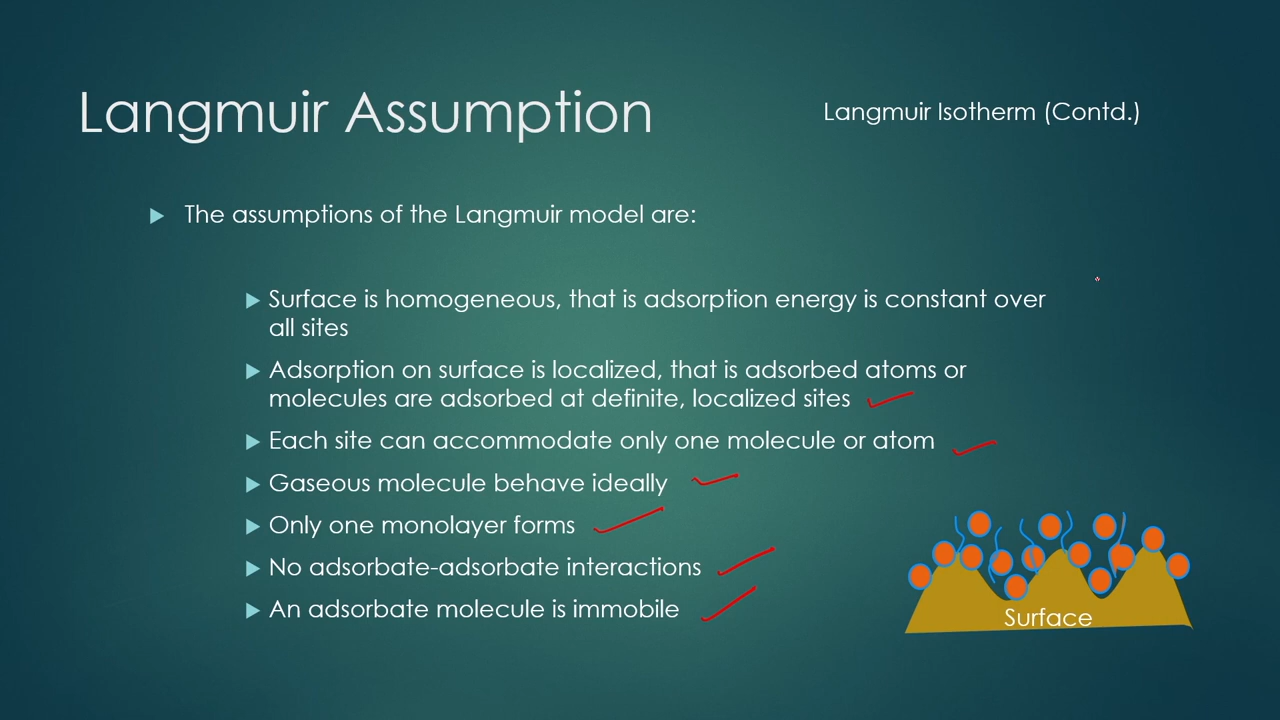 Langmuir Assumption
Langmuir Isotherm (Contd.)
The assumptions of the Langmuir model are:
Surface is homogeneous, that is adsorption energy is constant over
all sites
Adsorption on surface is localized, that is adsorbed atoms or
molecules are adsorbed at definite, localized sites
Each site can accommodate only one molecule or atom
Gaseous molecule behave ideally
Only one monolayer forms
No adsorbate-adsorbate interactions
An adsorbate molecule is immobile
Surface